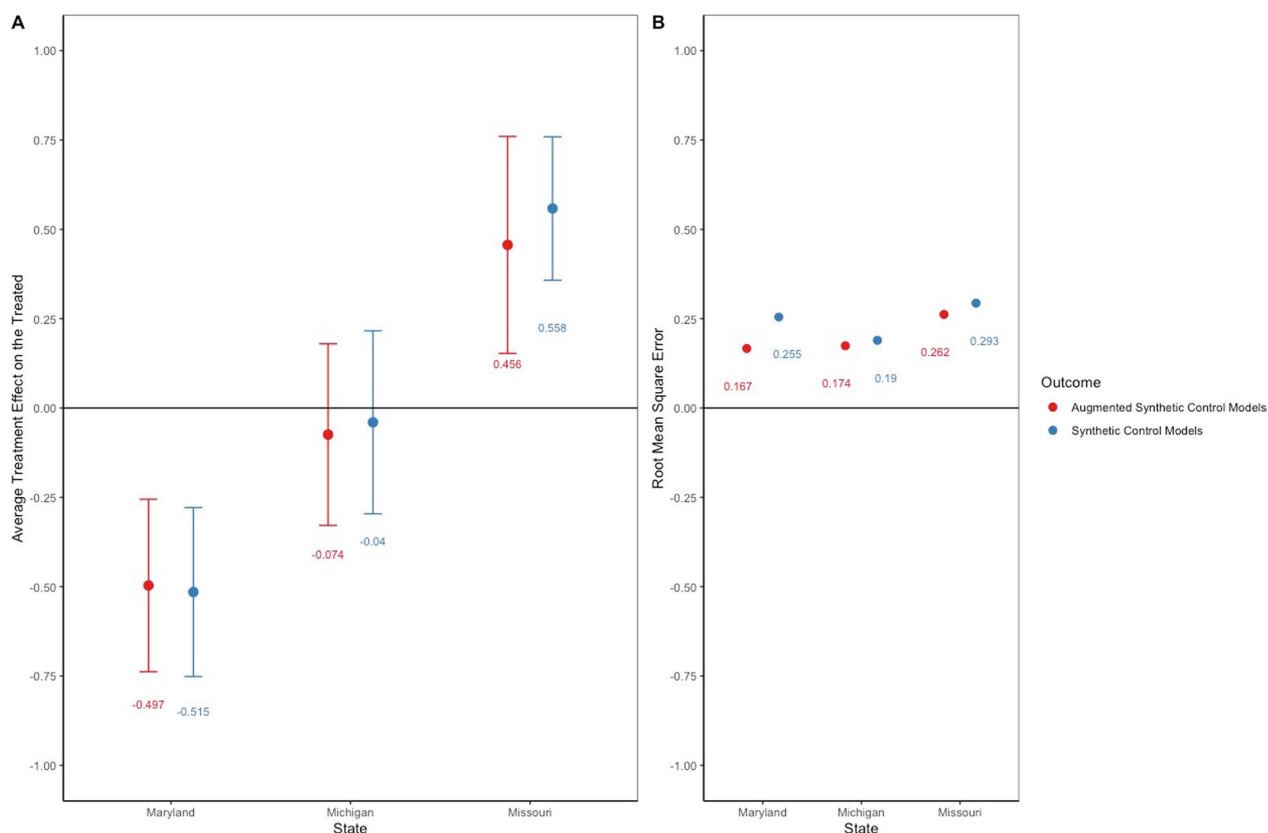 A
Average Treatment Effect on the Treated
1.00
0.75
0.50
0.25
0.00
-0.25
-0.50
-0.75
-1.00
-0.497
-0.515
-0.074
-0.04
0.456
0.558
Maryland
Michigan
Missouri
State
B
Root Mean Square Error
1.00
0.75
0.50
0.25
0.00
-0.25
-0.50
-0.75
-1.00
0.167
0.255
0.174
0.19
0.262
0.293
Maryland
Michigan
Missouri
State
Outcome
Augmented Synthetic Control Models
Synthetic Control Models